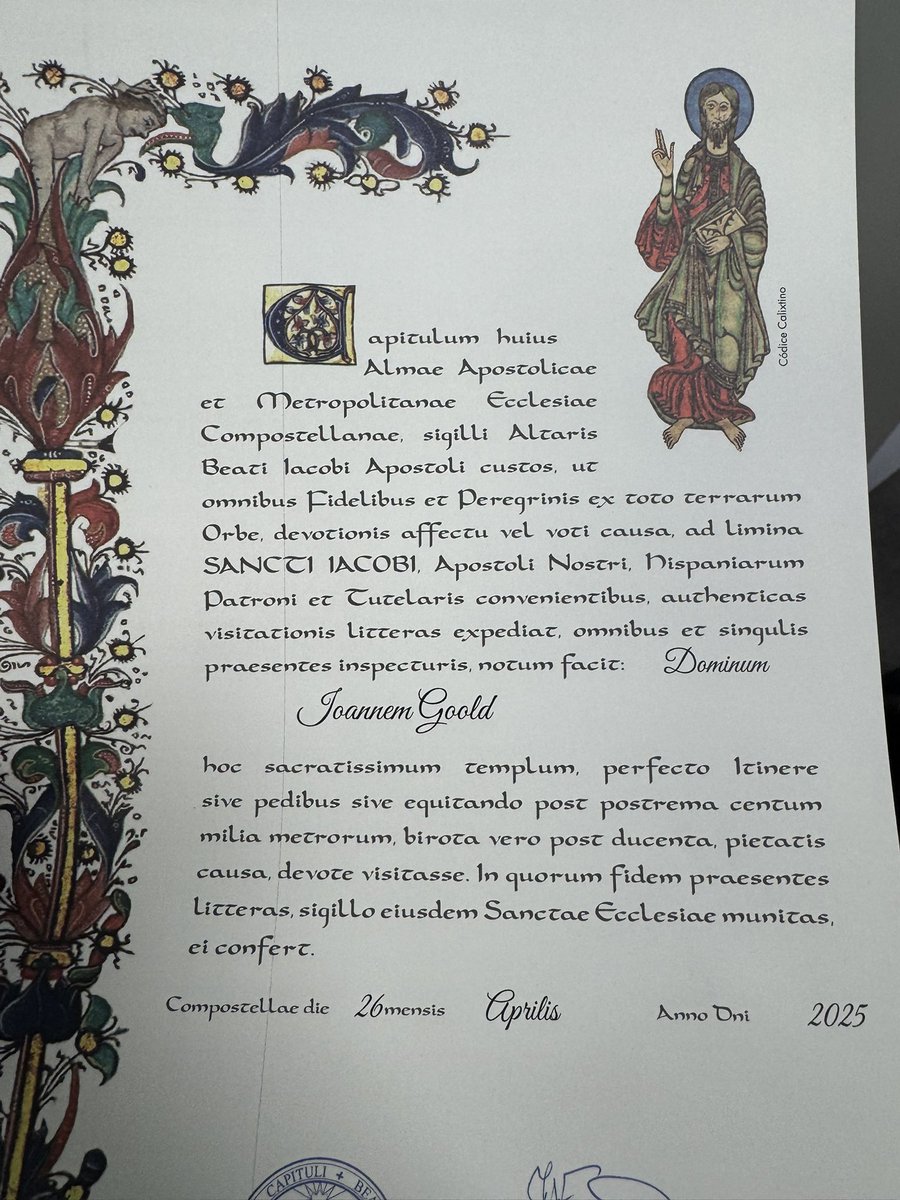 Códice Calixtino
Capitulum huius
Almae Apostolicae
et Metropolitanae Ecclesiae
Compostellanae, sigilli Altaris
Beati Iacobi Apostoli custos, ut
omnibus Fidelibus et Peregrinis ex toto terrarum
Orbe, devotionis affectu vel voti causa, ad limina
SANCTI IACOBI, Apostoli Nostri, Hispaniarum
Patroni et Tutelaris convenientibus, authenticas
visitationis litteras expediat, omnibus et singulis
praesentes inspecturis, notum facit: Dominum
Ioannem Goold
hoc sacratissimum templum, perfecto Itinere
sive pedibus sive equitando post postrema centum
milia metrorum, birota vero post ducenta, pietatis
causa, devote visitasse. In quorum fidem praesentes
litteras, sigillo eiusdem Sanctae Ecclesiae munitas,
ei confert.
Compostellae die 26 mensis Aprilis Anno Dni 2025
CAPITULI + BEA